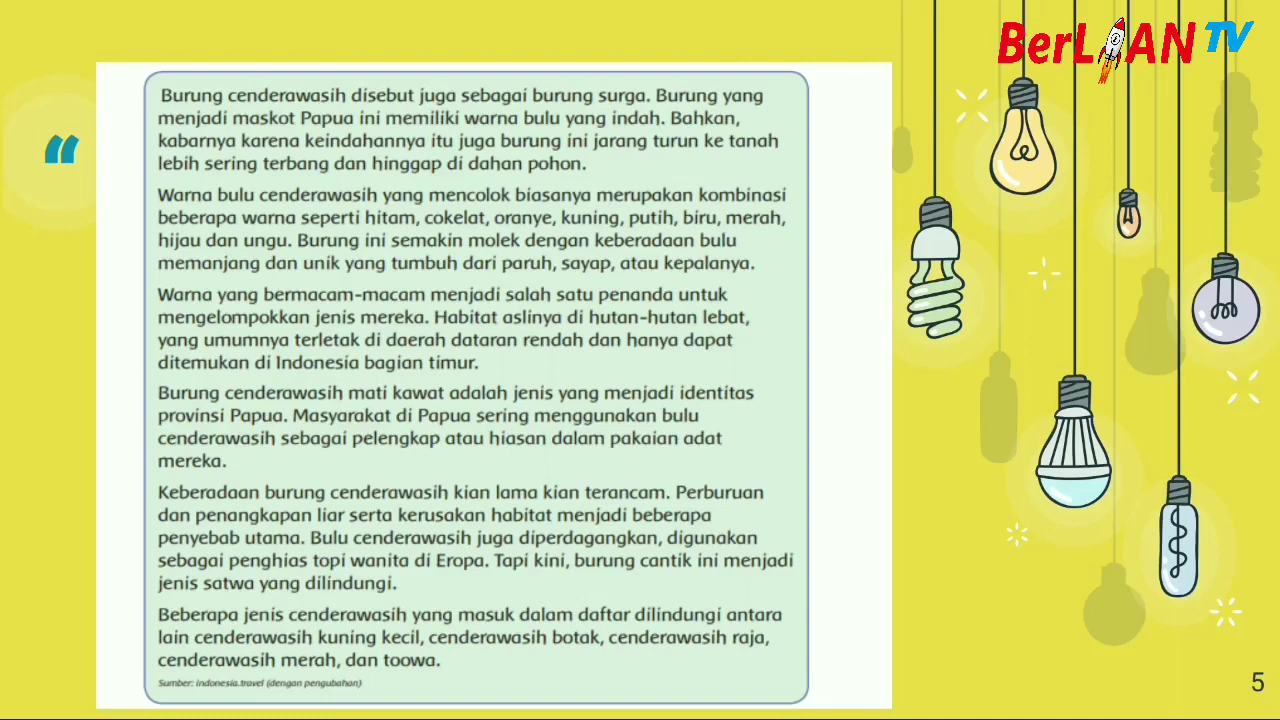 BerLIAN TV
“
Burung cenderawasih disebut juga sebagai burung surga. Burung yang
menjadi maskot Papua ini memiliki warna bulu yang indah. Bahkan,
kabarnya karena keindahannya itu juga burung ini jarang turun ke tanah
lebih sering terbang dan hinggap di dahan pohon.
Warna bulu cenderawasih yang mencolok biasanya merupakan kombinasi
beberapa warna seperti hitam, cokelat, oranye, kuning, putih, biru, merah,
hijau dan ungu. Burung ini semakin molek dengan keberadaan bulu
memanjang dan unik yang tumbuh dari paruh, sayap, atau kepalanya.
Warna yang bermacam-macam menjadi salah satu penanda untuk
mengelompokkan jenis mereka. Habitat aslinya di hutan-hutan lebat,
yang umumnya terletak di daerah dataran rendah dan hanya dapat
ditemukan di Indonesia bagian timur.
Burung cenderawasih mati kawat adalah jenis yang menjadi identitas
provinsi Papua. Masyarakat di Papua sering menggunakan bulu
cenderawasih sebagai pelengkap atau hiasan dalam pakaian adat
mereka.
Keberadaan burung cenderawasih kian lama kian terancam. Perburuan
dan penangkapan liar serta kerusakan habitat menjadi beberapa
penyebab utama. Bulu cenderawasih juga diperdagangkan, digunakan
sebagai penghias topi wanita di Eropa. Tapi kini, burung cantik ini menjadi
jenis satwa yang dilindungi.
Beberapa jenis cenderawasih yang masuk dalam daftar dilindungi antara
lain cenderawasih kuning kecil, cenderawasih botak, cenderawasih raja,
cenderawasih merah, dan toowa.
Sumber: indonesia.travel (dengan pengubahan)
5